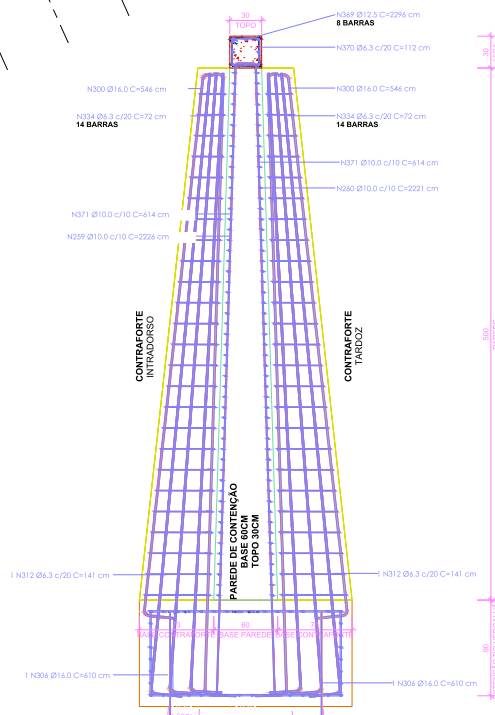 30
TOPO
N369 Ø12.5 C=2296 cm
8 BARRAS
N370 Ø6.3 c/20 C=112 cm
30
N300 Ø16.0 C=546 cm
N300 Ø16.0 C=546 cm
N334 Ø6.3 c/20 C=72 cm
14 BARRAS
N334 Ø6.3 c/20 C=72 cm
14 BARRAS
N371 Ø10.0 c/10 C=614 cm
N260 Ø10.0 c/10 C=2221 cm
N371 Ø10.0 c/10 C=614 cm
N259 Ø10.0 c/10 C=2226 cm
CONTRAFORTE
INTRADORSO
CONTRAFORTE
TARDOZ
500
PAREDE DE CONTENÇÃO
BASE 60CM
TOPO 30CM
1 N312 Ø6.3 c/20 C=141 cm
1 N312 Ø6.3 c/20 C=141 cm
60
BASE CONTRAFORTE
BASE PAREDE
BASE CONTRAFORTE
90
1 N306 Ø16.0 C=610 cm
1 N306 Ø16.0 C=610 cm